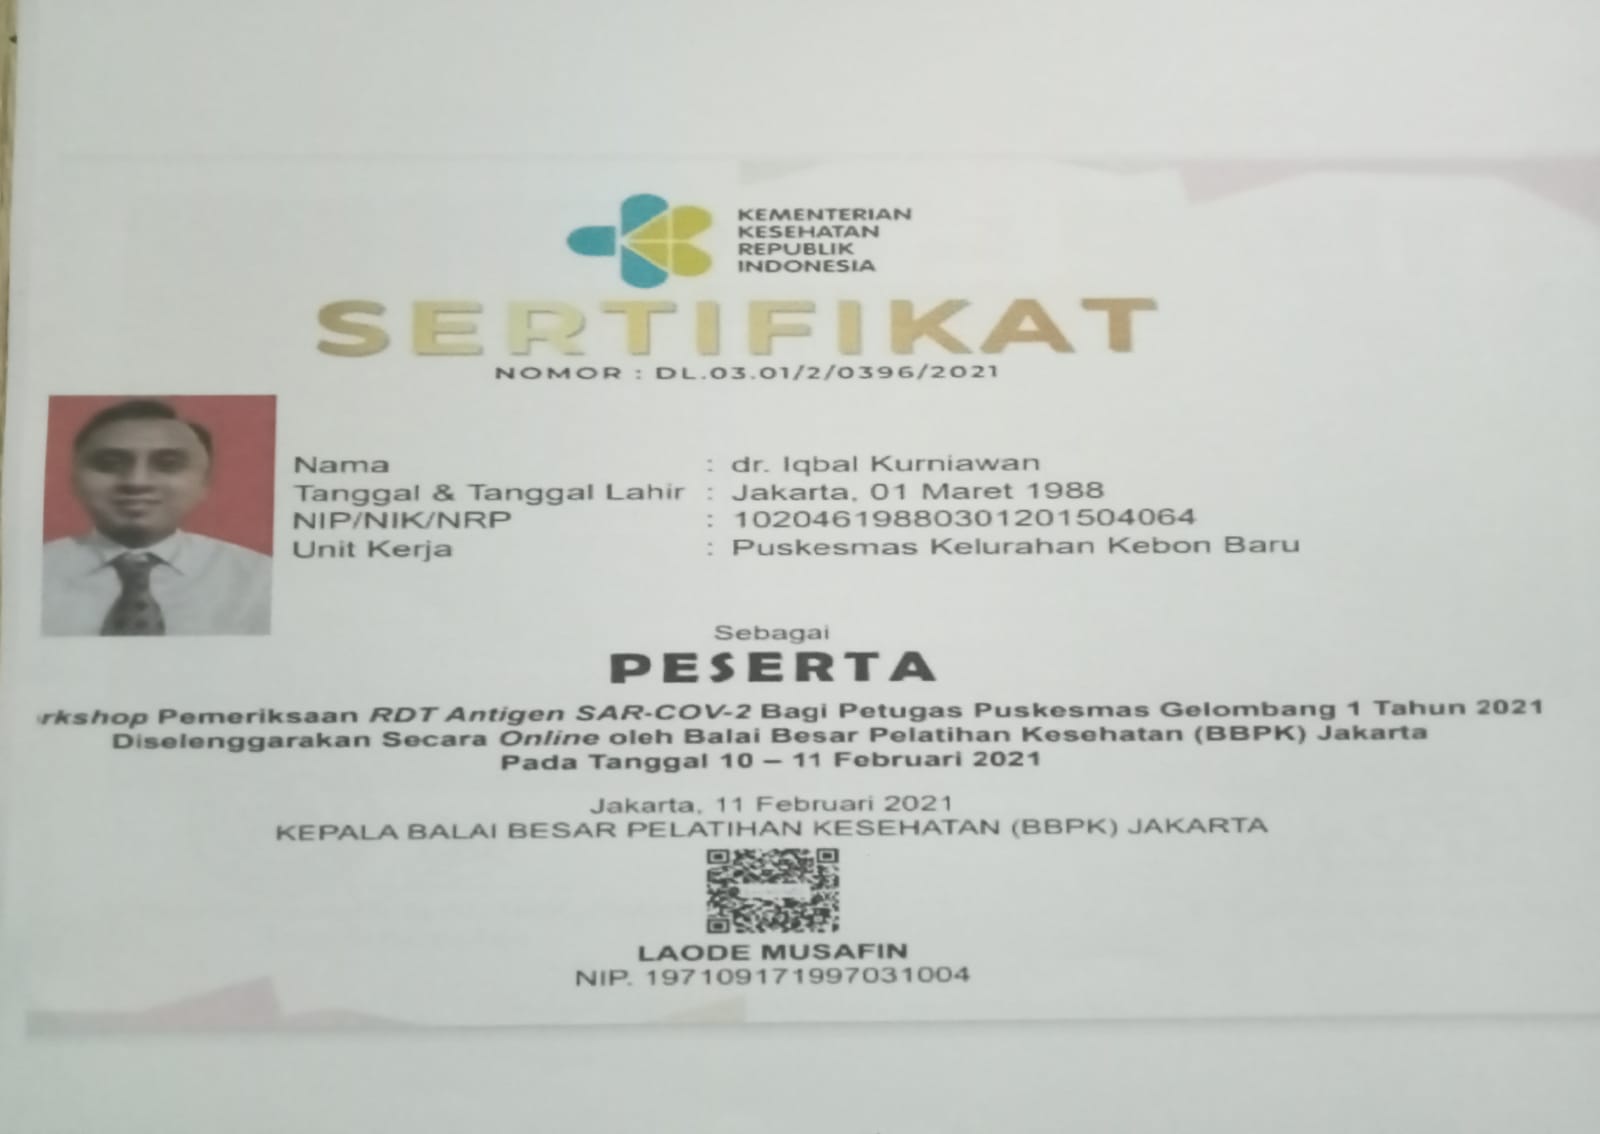 KEMENTERIAN
KESEHATAN
REPUBLIK
INDONESIA
SERTIFIKAT
NOMOR : DL.03.01/2/0396/2021
Nama : dr. Iqbal Kurniawan
Tanggal & Tanggal Lahir : Jakarta, 01 Maret 1988
NIP/NIK/NRP : 10204619880301201504064
Unit Kerja : Puskesmas Kelurahan Kebon Baru
Sebagai
PESERTA
rkshop Pemeriksaan RDT Antigen SAR-COV-2 Bagi Petugas Puskesmas Gelombang 1 Tahun 2021
Diselenggarakan Secara Online oleh Balai Besar Pelatihan Kesehatan (BBPK) Jakarta
Pada Tanggal 10 – 11 Februari 2021
Jakarta, 11 Februari 2021
KEPALA BALAI BESAR PELATIHAN KESEHATAN (BBPK) JAKARTA
LAODE MUSAFIN
NIP. 197109171997031004